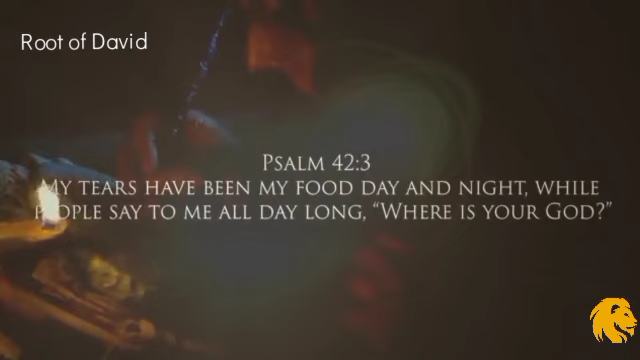 Root of David
Psalm 42:3
My tears have been my food day and night, while
people say to me all day long, “Where is your God?”